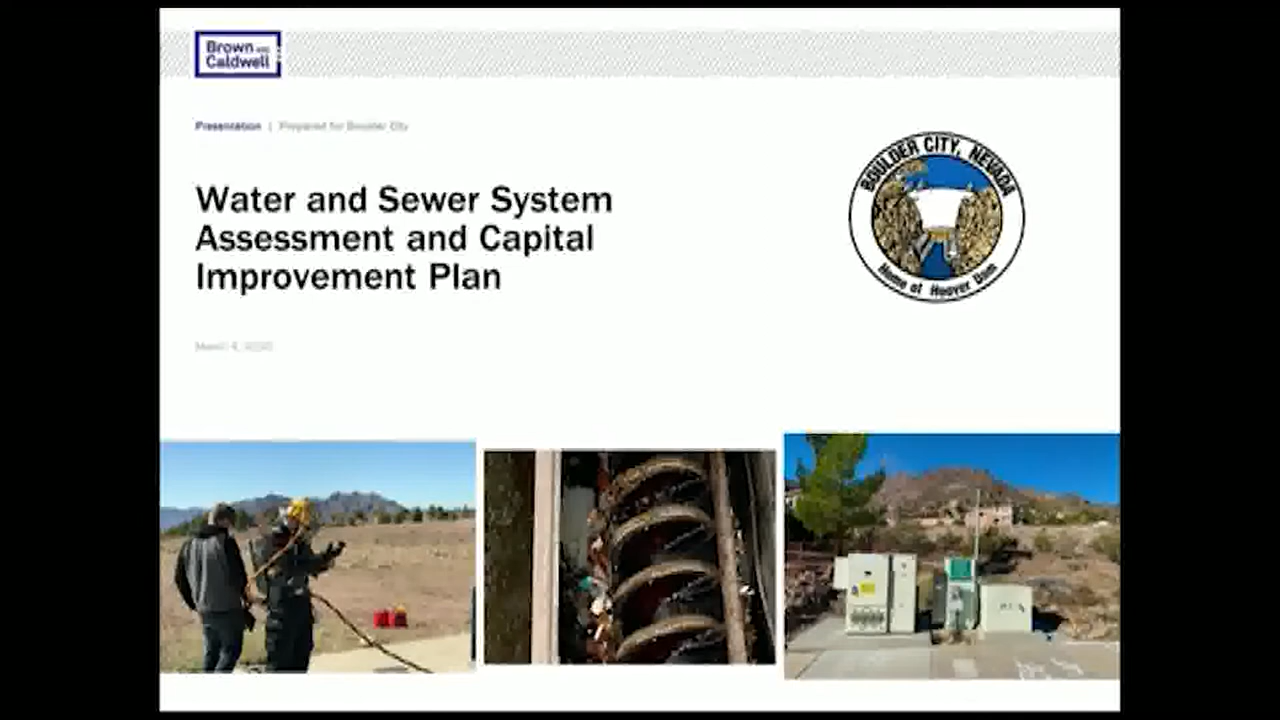 Brown AND
Caldwell
Presentation | Prepared for Boulder City
BOULDER CITY, NEVADA
Water and Sewer System
Assessment and Capital
Improvement Plan
Home of Hoover Dam